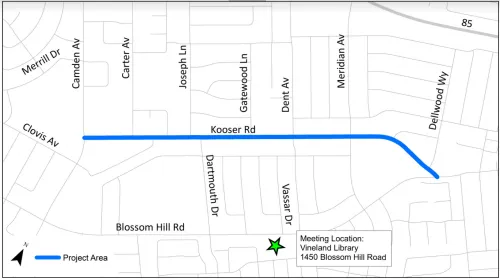 85
Merrill Dr
Camden Av
Carter Av
Joseph Ln
Gatewood Ln
Dent Av
Meridian Av
Dellwood Wy
Clovis Av
Kooser Rd
Dartmouth Dr
Vassar Dr
Blossom Hill Rd
Meeting Location:
Vineland Library
1450 Blossom Hill Road
N
Project Area